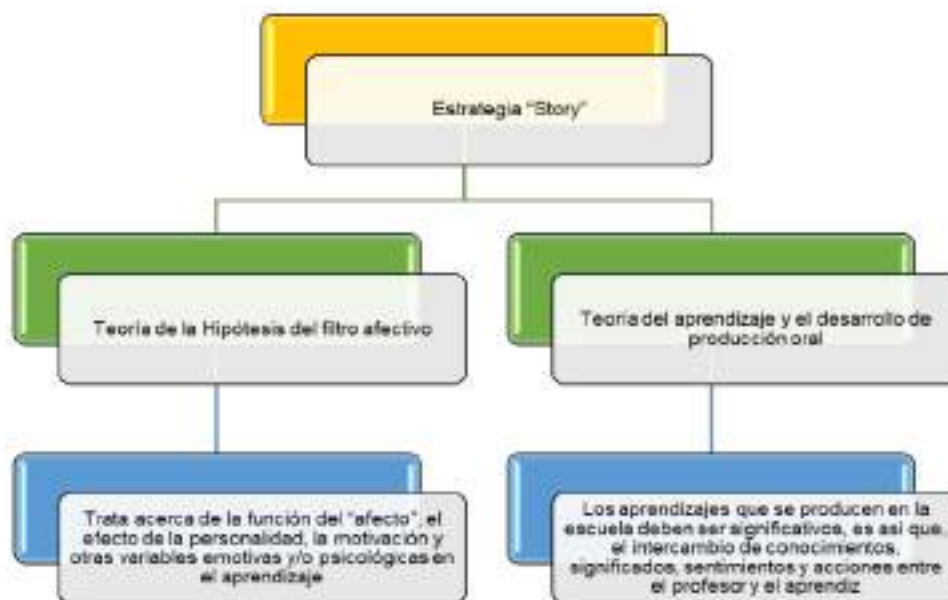 Estrategia "Story"
Teoría de la Hipótesis del filtro afectivo
Teoría del aprendizaje y el desarrollo de
producción oral
Trata acerca de la función del "afecto", el
efecto de la personalidad, la motivación y
otras variables emotivas y/o psicológicas en
el aprendizaje
Los aprendizajes que se producen en la
escuela deben ser significativos, es así que,
el intercambio de conocimientos,
significados, sentimientos y acciones entre
el profesor y el aprendiz